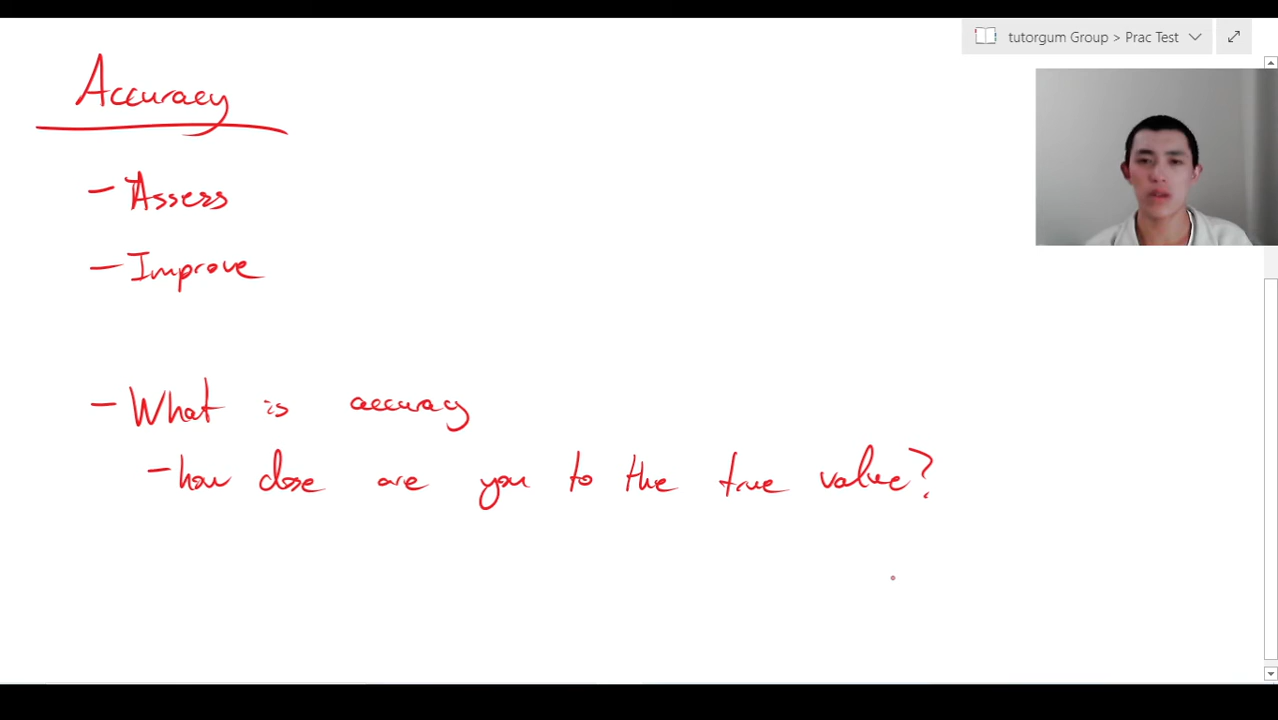 tutorgum Group > Prac Test
Accuracy
- Assess
- Improve
- What is accuracy
- how close are you to the true value?